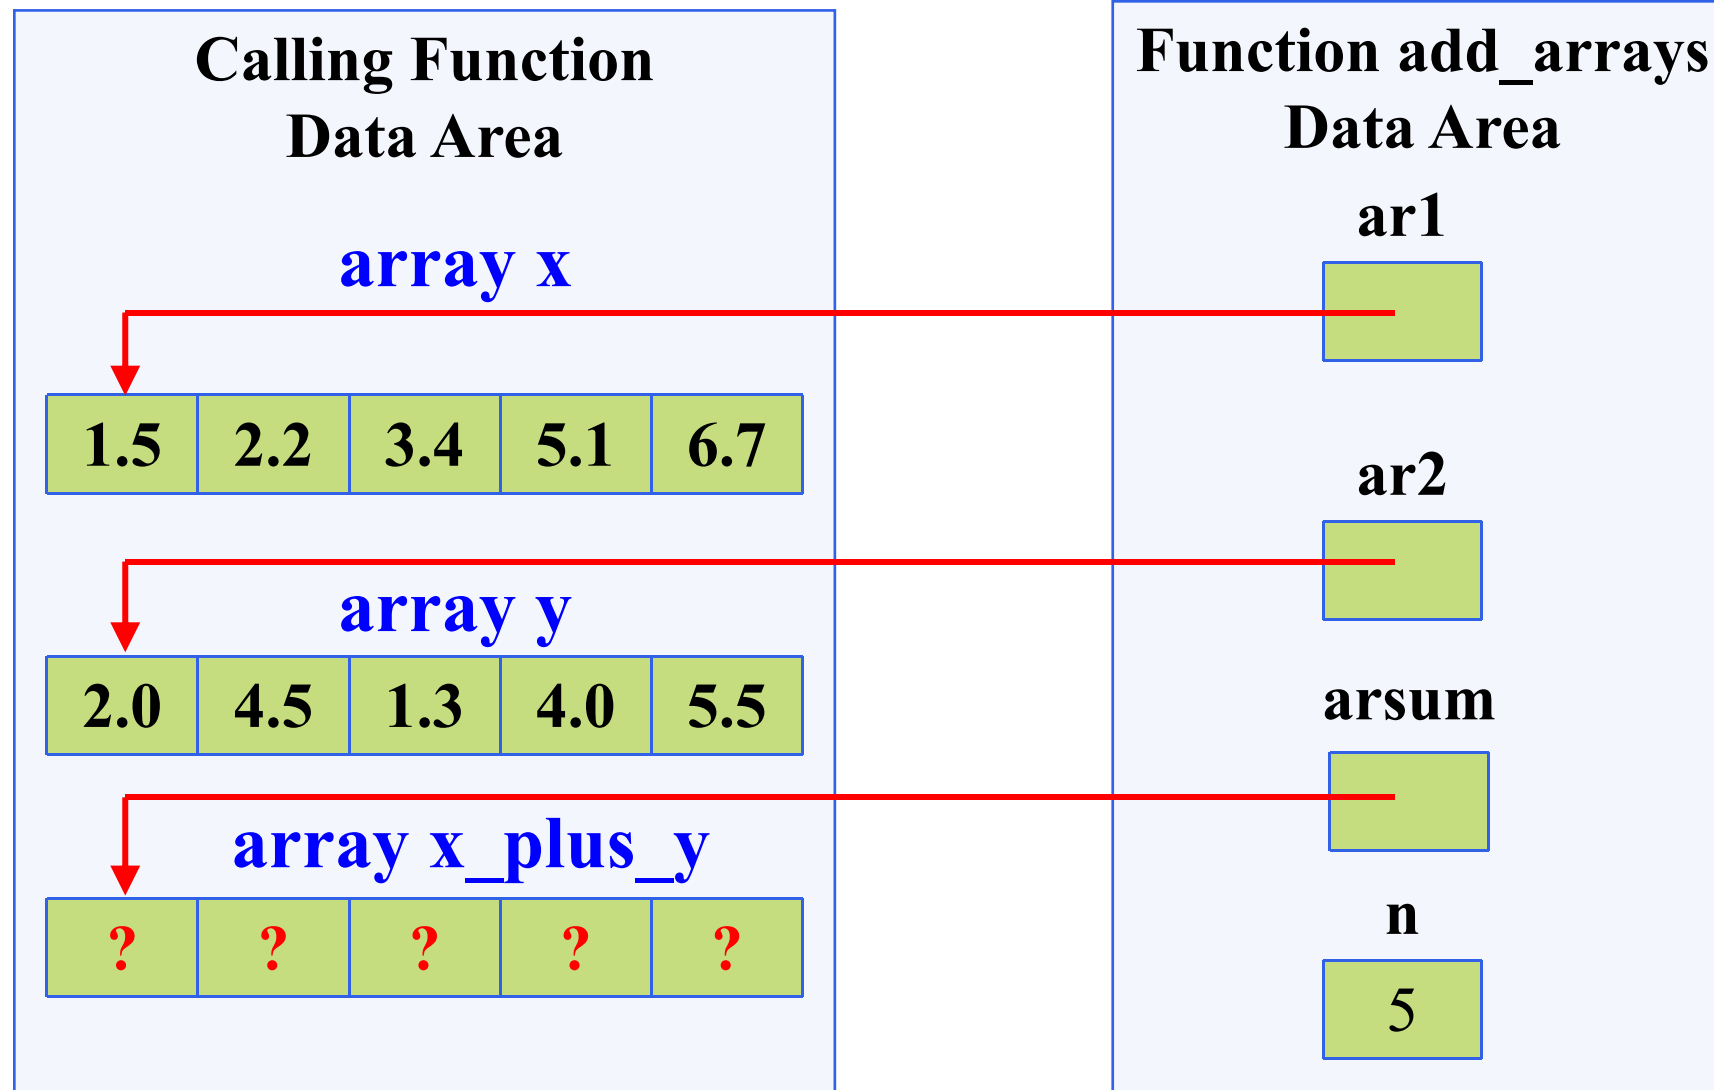 Calling Function
Data Area
array x
1.5 2.2 3.4 5.1 6.7
array y
2.0 4.5 1.3 4.0 5.5
array x_plus_y
? ? ? ? ?
Function add_arrays
Data Area
ar1
ar2
arsum
n
5